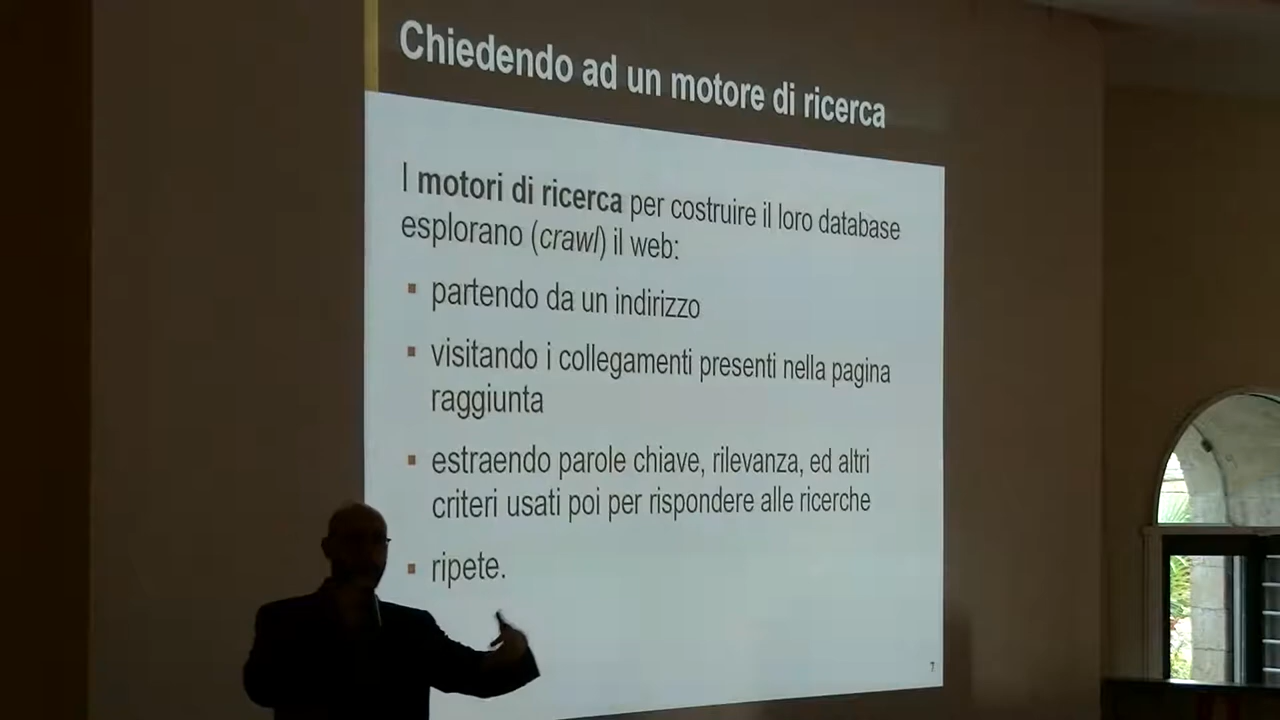 Chiedendo ad un motore di ricerca
I motori di ricerca per costruire il loro database
esplorano (crawl) il web:
▪ partendo da un indirizzo
▪ visitando i collegamenti presenti nella pagina
raggiunta
▪ estraendo parole chiave, rilevanza, ed altri
criteri usati poi per rispondere alle ricerche
▪ ripete.
7